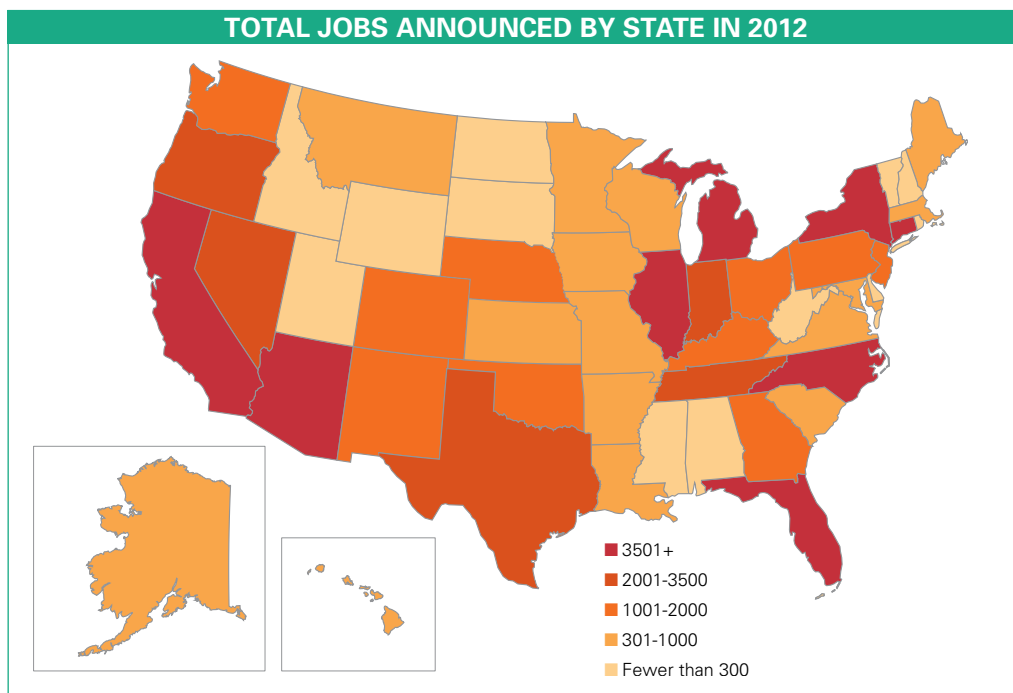 TOTAL JOBS ANNOUNCED BY STATE IN 2012
3501+
2001-3500
1001-2000
301-1000
Fewer than 300